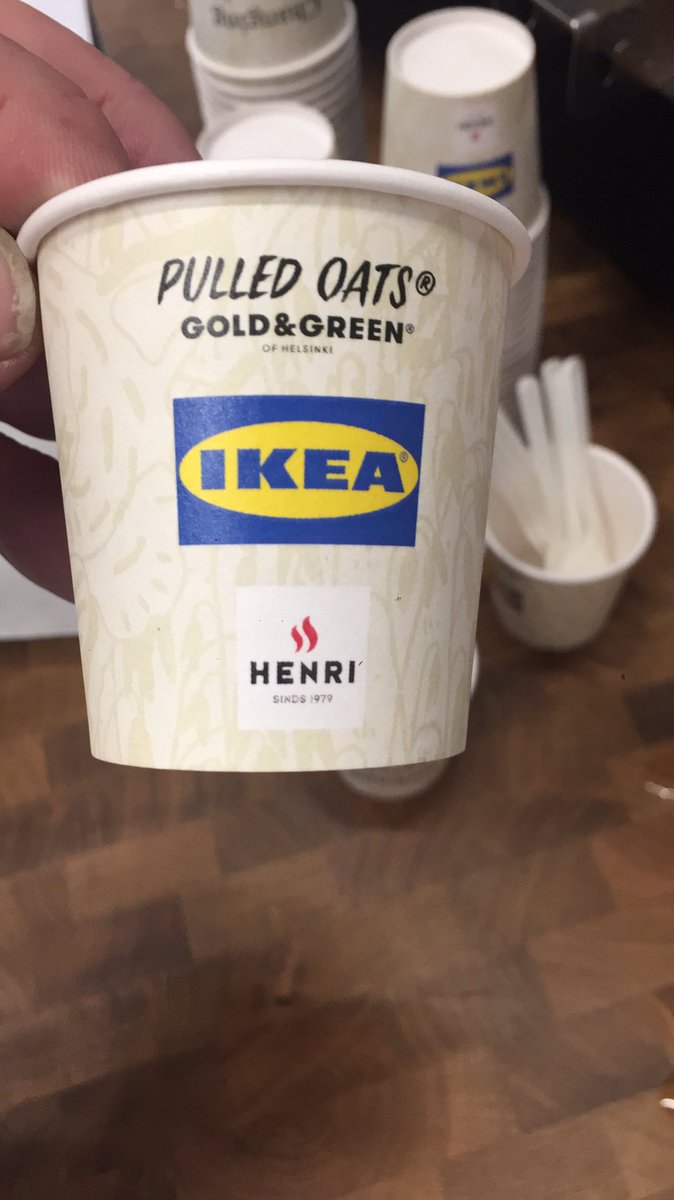 PULLED OATS®
GOLD&GREEN®
OF HELSINKI
IKEA®
HENRI
SINDS 1979